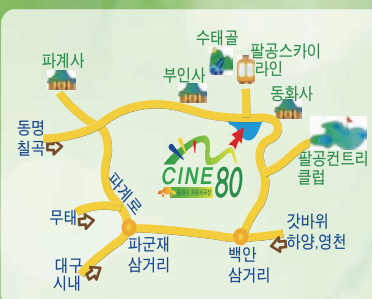 수태골
팔공스카이
라인
파계사
부인사
동화사
동명
칠곡
팔공컨트리
클럽
CINE80
파계로
무태
갓바위
하양,영천
파군재
삼거리
백안
삼거리
대구
시내